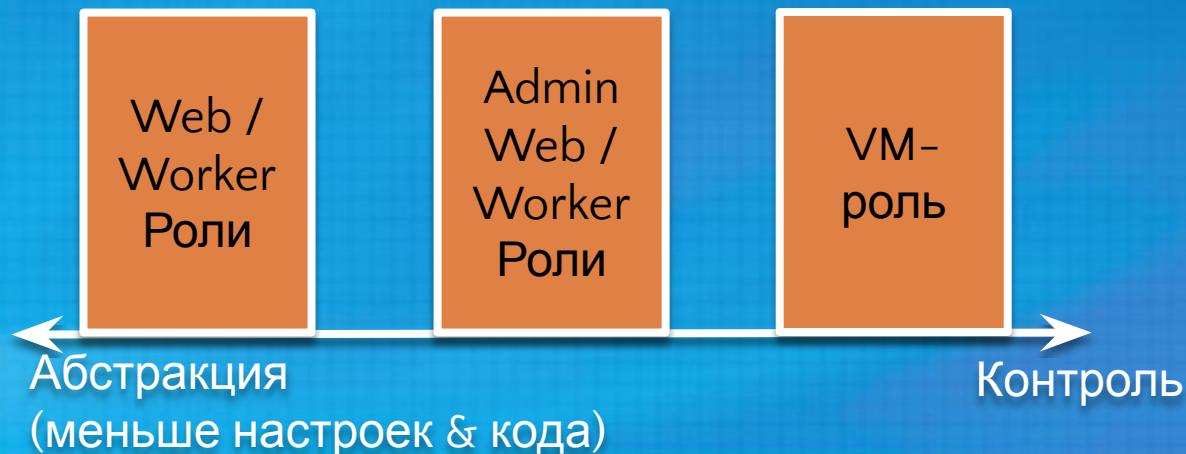 Web /
Worker
Роли
Admin
Web /
Worker
Роли
VM-
роль
Абстракция
(меньше настроек & кода)
Контроль